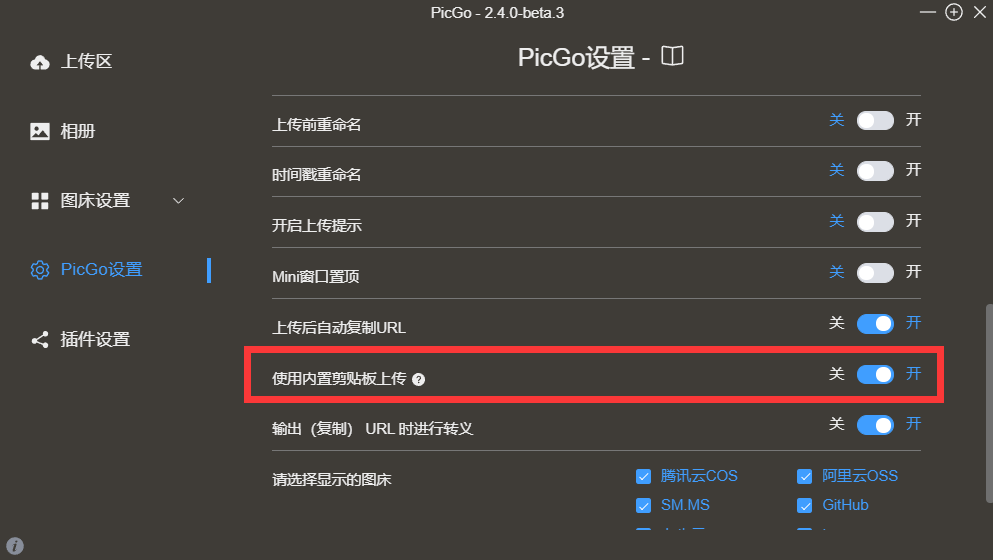 PicGo - 2.4.0-beta.3
PicGo设置 -
上传区
相册
图床设置
PicGo设置
插件设置
上传前重命名 关 开
时间戳重命名 关 开
开启上传提示 关 开
Mini窗口置顶 关 开
上传后自动复制URL 关 开
使用内置剪贴板上传 ? 关 开
输出（复制） URL 时进行转义 关 开
请选择显示的图床 腾讯云COS 阿里云OSS
SM.MS GitHub